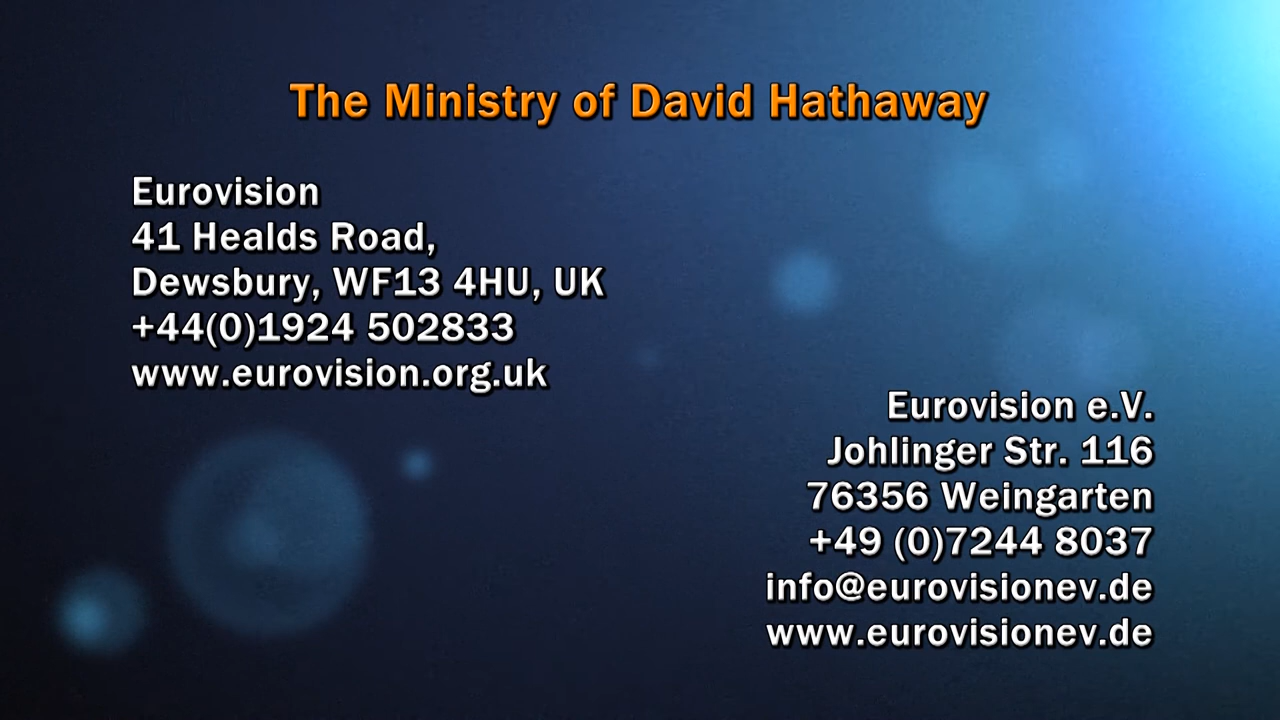 The Ministry of David Hathaway
Eurovision
41 Healds Road,
Dewsbury, WF13 4HU, UK
+44(0)1924 502833
www.eurovision.org.uk
Eurovision e.V.
Johlinger Str. 116
76356 Weingarten
+49 (0)7244 8037
info@eurovisionev.de
www.eurovisionev.de